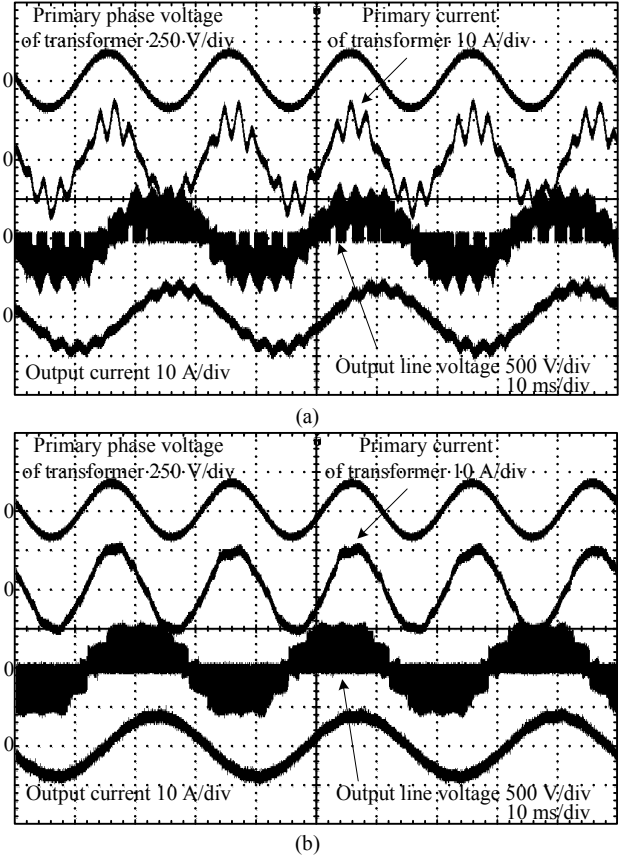 Primary phase voltage
of transformer 250 V/div
Primary current
of transformer 10 A/div
0
0
0
0
Output current 10 A/div
Output line voltage 500 V/div
10 ms/div
(a)
Primary phase voltage
of transformer 250 V/div
Primary current
of transformer 10 A/div
0
0
0
0
Output current 10 A/div
Output line voltage 500 V/div
10 ms/div
(b)